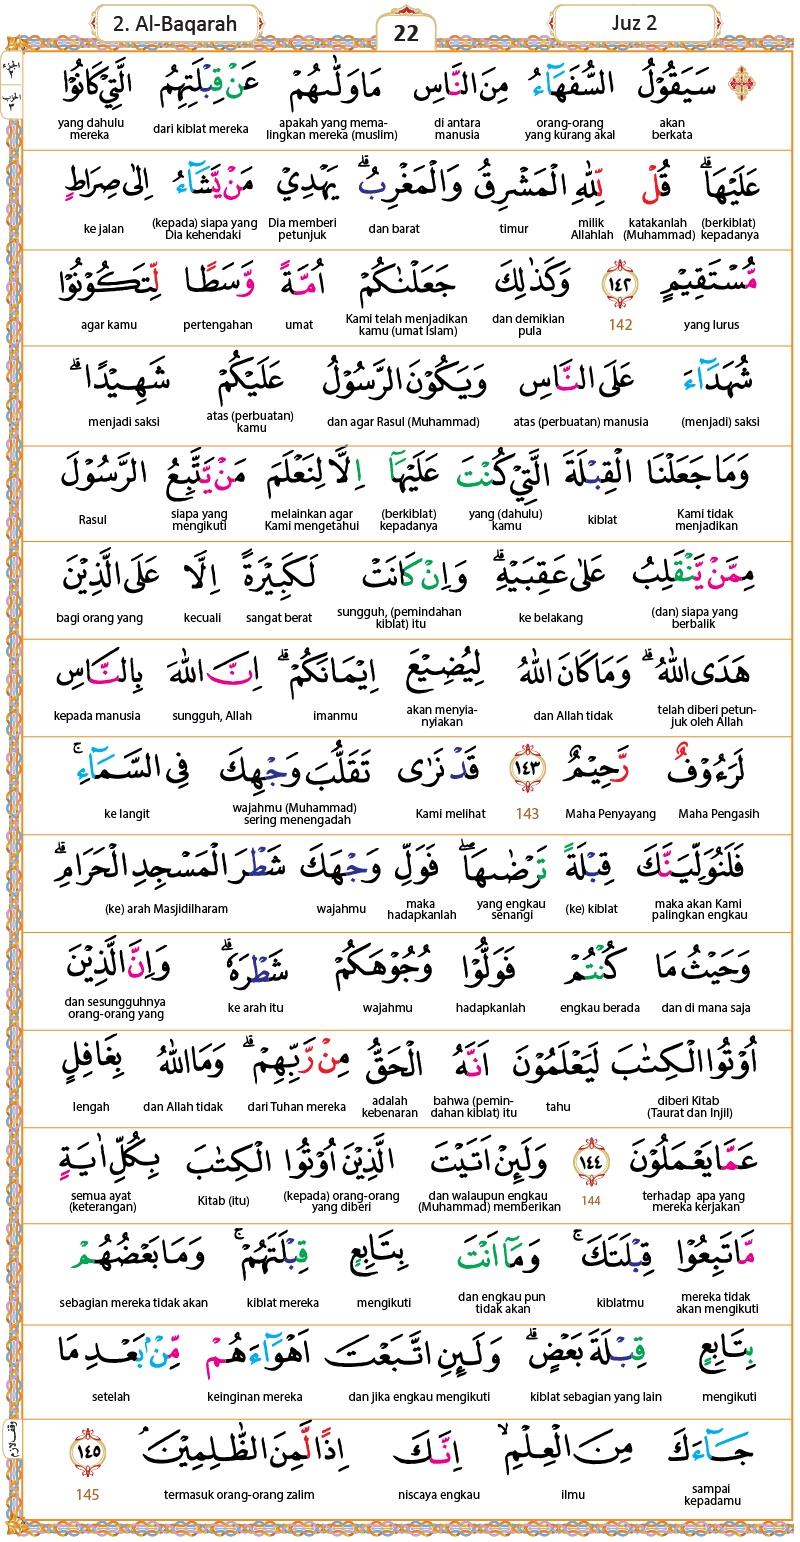 2. Al-Baqarah
22
Juz 2
الجزء ٢
الحزب ٣
سَيَقُوْلُ السُّفَهَاۤءُ مِنَ النَّاسِ مَا وَلّٰىهُمْ عَنْ قِبْلَتِهِمُ الَّتِيْ كَانُوْا
akan berkata
orang-orang yang kurang akal
di antara manusia
apakah yang mema-lingkan mereka (muslim)
dari kiblat mereka
yang dahulu mereka
عَلَيْهَاۗ قُلْ لِّلّٰهِ الْمَشْرِقُ وَالْمَغْرِبُۗ يَهْدِيْ مَنْ يَّشَاۤءُ اِلٰى صِرَاطٍ
(berkiblat) kepadanya
katakanlah (Muhammad)
milik Allahlah
timur
dan barat
Dia memberi petunjuk
(kepada) siapa yang Dia kehendaki
ke jalan
مُّسْتَقِيْمٍ ١٤٢ وَكَذٰلِكَ جَعَلْنٰكُمْ اُمَّةً وَّسَطًا لِّتَكُوْنُوْا
yang lurus
142
dan demikian pula
Kami telah menjadikan kamu (umat Islam)
umat
pertengahan
agar kamu
شُهَدَاۤءَ عَلَى النَّاسِ وَيَكُوْنَ الرَّسُوْلُ عَلَيْكُمْ شَهِيْدًاۗ
(menjadi) saksi
atas (perbuatan) manusia
dan agar Rasul (Muhammad)
atas (perbuatan) kamu
menjadi saksi
وَمَا جَعَلْنَا الْقِبْلَةَ الَّتِيْ كُنْتَ عَلَيْهَآ اِلَّا لِنَعْلَمَ مَنْ يَّتَّبِعُ الرَّسُوْلَ
Kami tidak menjadikan
kiblat
yang (dahulu) kamu
(berkiblat) kepadanya
melainkan agar Kami mengetahui
siapa yang mengikuti
Rasul
مِمَّنْ يَّنْقَلِبُ عَلٰى عَقِبَيْهِۗ وَاِنْ كَانَتْ لَكَبِيْرَةً اِلَّا عَلَى الَّذِيْنَ
(dan) siapa yang berbalik
ke belakang
sungguh, (pemindahan kiblat) itu
sangat berat
kecuali
bagi orang yang
هَدَى اللّٰهُۗ وَمَا كَانَ اللّٰهُ لِيُضِيْعَ اِيْمَانَكُمْۗ اِنَّ اللّٰهَ بِالنَّاسِ
telah diberi petun-juk oleh Allah
dan Allah tidak
akan menyia-nyiakan
imanmu
sungguh, Allah
kepada manusia
لَرَءُوْفٌ رَّحِيْمٌ ١٤٣ قَدْ نَرٰى تَقَلُّبَ وَجْهِكَ فِى السَّمَاۤءِۚ
Maha Pengasih
Maha Penyayang
143
Kami melihat
wajahmu (Muhammad) sering menengadah
ke langit
فَلَنُوَلِّيَنَّكَ قِبْلَةً تَرْضٰىهَاۖ فَوَلِّ وَجْهَكَ شَطْرَ الْمَسْجِدِ الْحَرَامِۗ
maka akan Kami palingkan engkau
(ke) kiblat
yang engkau senangi
maka hadapkanlah
wajahmu
(ke) arah Masjidilharam
وَحَيْثُ مَا كُنْتُمْ فَوَلُّوْا وُجُوْهَكُمْ شَطْرَهٗۗ وَاِنَّ الَّذِيْنَ
dan di mana saja
engkau berada
hadapkanlah
wajahmu
ke arah itu
dan sesungguhnya orang-orang yang
اُوْتُوا الْكِتٰبَ لَيَعْلَمُوْنَ اَنَّهُ الْحَقُّ مِنْ رَّبِّهِمْۗ وَمَا اللّٰهُ بِغَافِلٍ
diberi Kitab (Taurat dan Injil)
tahu
bahwa (pemin-dahan kiblat) itu
adalah kebenaran
dari Tuhan mereka
dan Allah tidak
lengah
عَمَّا يَعْمَلُوْنَ ١٤٤ وَلَىِٕنْ اَتَيْتَ الَّذِيْنَ اُوْتُوا الْكِتٰبَ بِكُلِّ اٰيَةٍ
terhadap apa yang mereka kerjakan
144
dan walaupun engkau (Muhammad) memberikan
(kepada) orang-orang yang diberi
Kitab (itu)
semua ayat (keterangan)
مَّا تَبِعُوْا قِبْلَتَكَۚ وَمَآ اَنْتَ بِتَابِعٍ قِبْلَتَهُمْۚ وَمَا بَعْضُهُمْ
mereka tidak akan mengikuti
kiblatmu
dan engkau pun tidak akan
mengikuti
kiblat mereka
sebagian mereka tidak akan
بِتَابِعٍ قِبْلَةَ بَعْضٍۗ وَلَىِٕنِ اتَّبَعْتَ اَهْوَاۤءَهُمْ مِّنْۢ بَعْدِ مَا
mengikuti
kiblat sebagian yang lain
dan jika engkau mengikuti
keinginan mereka
setelah
جَاۤءَكَ مِنَ الْعِلْمِۙ اِنَّكَ اِذًا لَّمِنَ الظّٰلِمِيْنَۘ ١٤٥
sampai kepadamu
ilmu
niscaya engkau
termasuk orang-orang zalim
145
وقف لازم